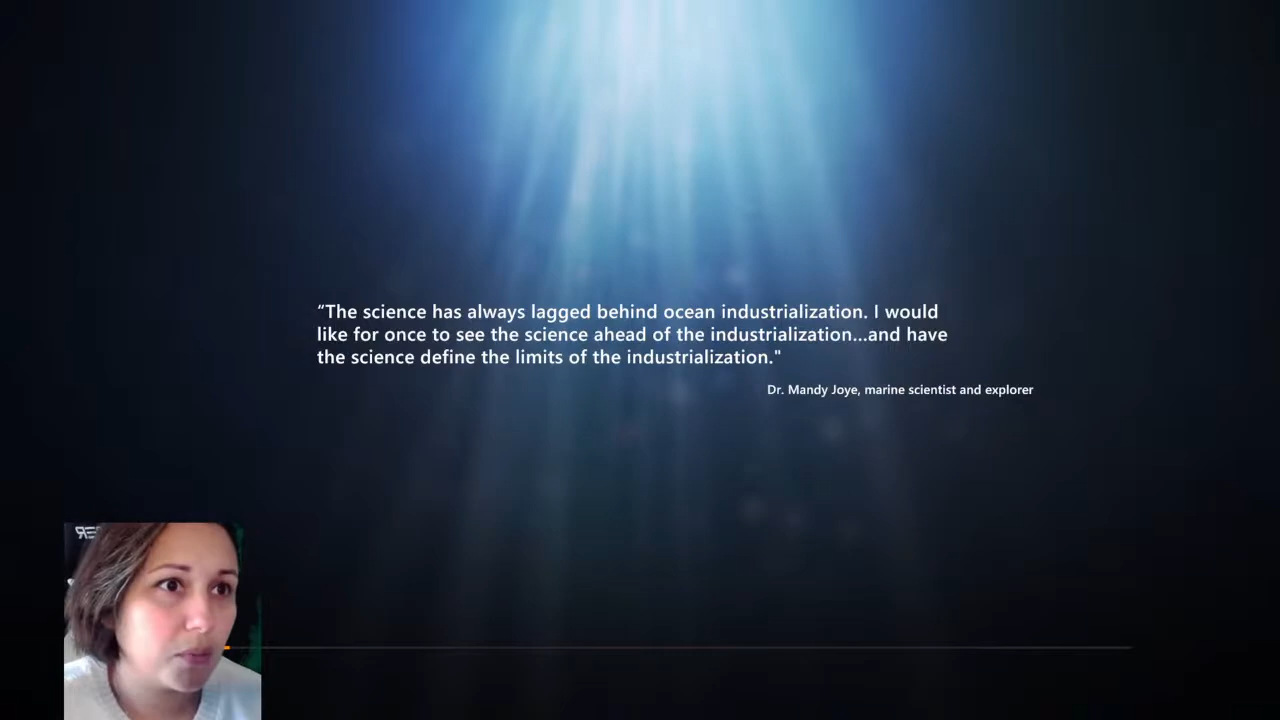 “The science has always lagged behind ocean industrialization. I would
like for once to see the science ahead of the industrialization...and have
the science define the limits of the industrialization."
Dr. Mandy Joye, marine scientist and explorer